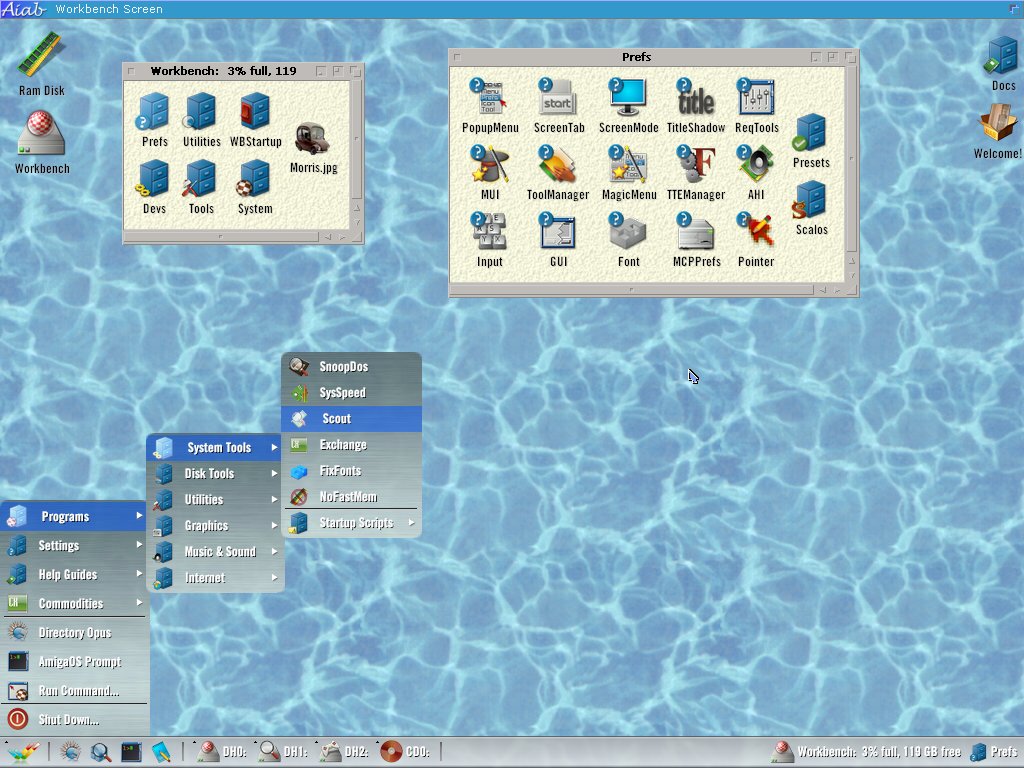 Aiab Workbench Screen
Ram Disk
Workbench
Workbench: 3% full, 119
Prefs Utilities WBStartup
Morris.jpg
Devs Tools System
Prefs
PopupMenu ScreenTab ScreenMode TitleShadow ReqTools
Presets
MUI ToolManager MagicMenu TTEManager AHI
Scalos
Input GUI Font MCPPrefs Pointer
start
title
Docs
Welcome!
SnoopDos
SysSpeed
Scout
Exchange
FixFonts
NoFastMem
Startup Scripts
System Tools
Disk Tools
Utilities
Graphics
Music & Sound
Internet
Programs
Settings
Help Guides
Commodities
Directory Opus
AmigaOS Prompt
Run Command...
Shut Down...
DH0: DH1: DH2: CD0: Workbench: 3% full, 119 GB free Prefs